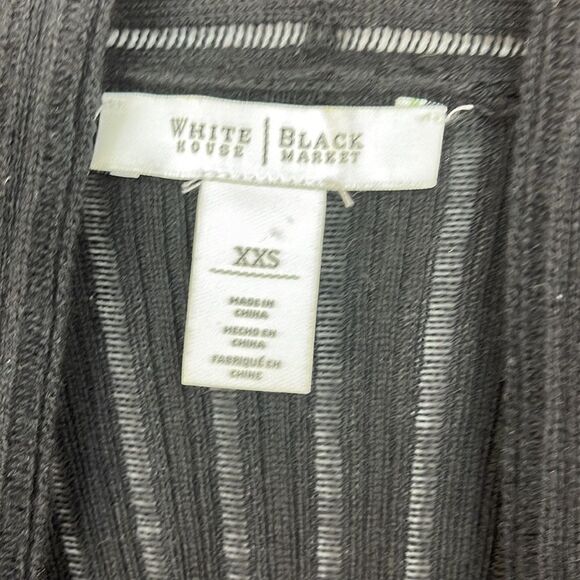 WHITE | BLACK
HOUSE | MARKET
XXS
MADE IN
CHINA
HECHO EN
CHINA
FABRIQUÉ EN
CHINE